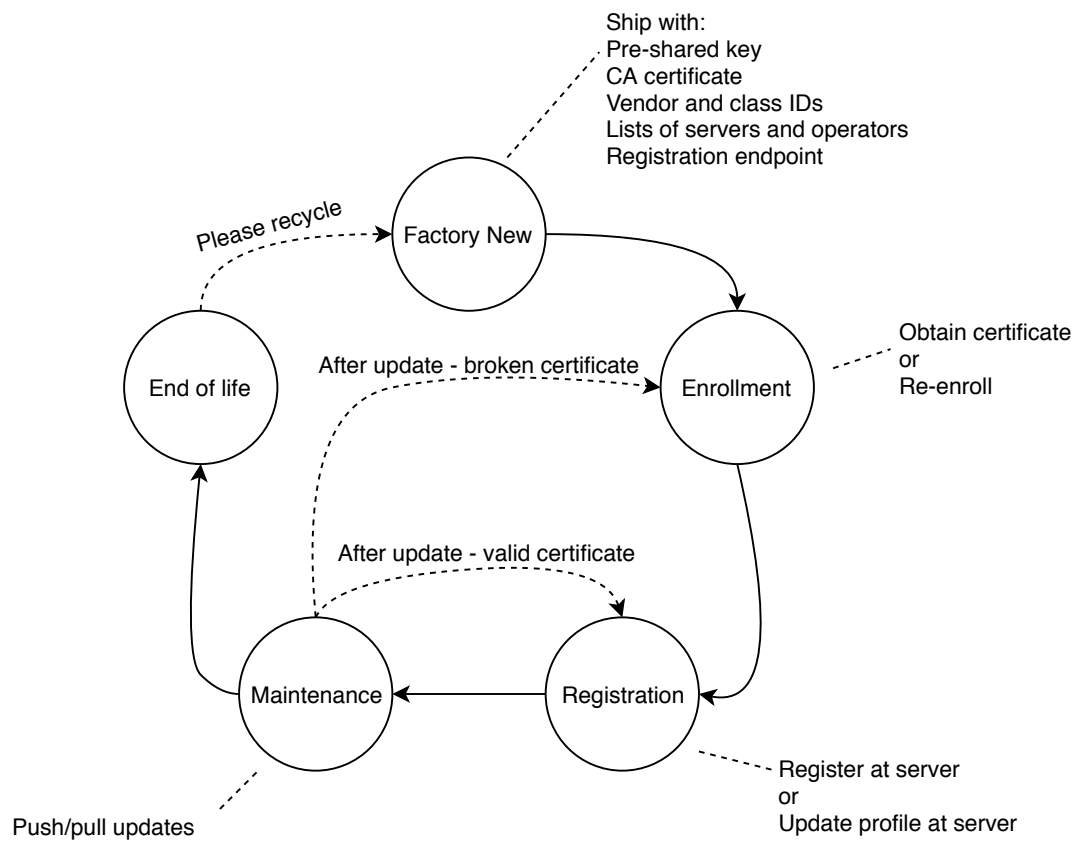 Ship with:
Pre-shared key
CA certificate
Vendor and class IDs
Lists of servers and operators
Registration endpoint
Please recycle
Factory New
End of life
After update - broken certificate
Enrollment
Obtain certificate
or
Re-enroll
After update - valid certificate
Maintenance
Registration
Register at server
or
Update profile at server
Push/pull updates